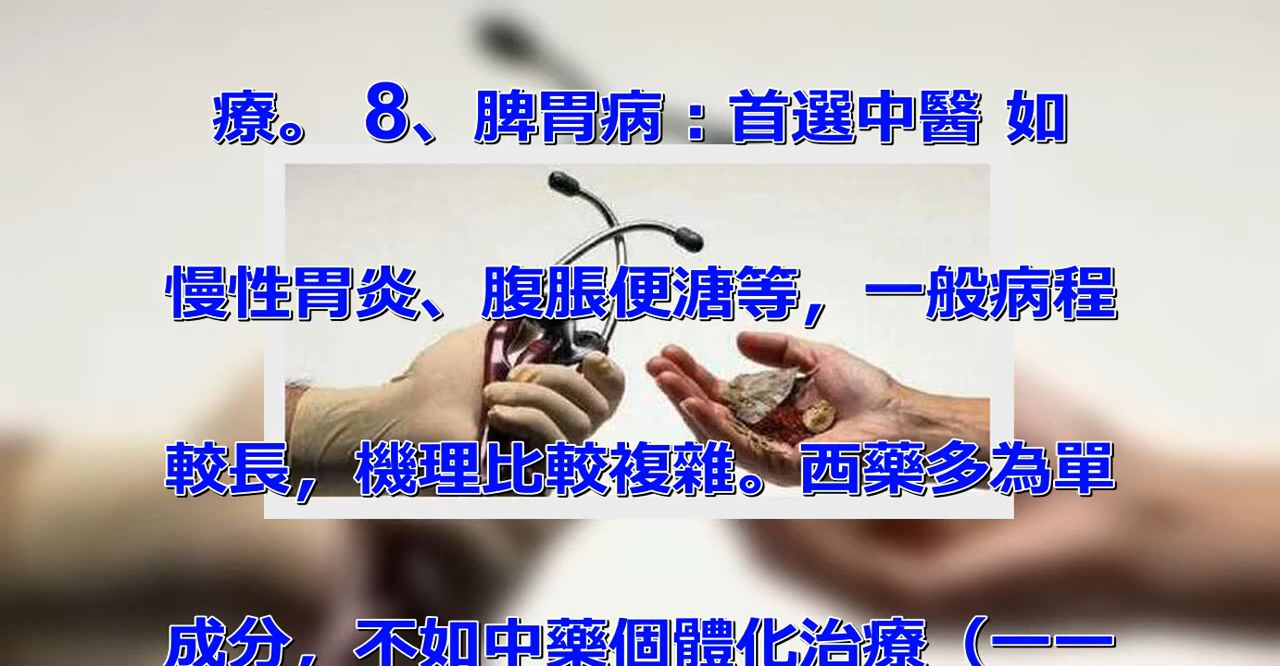 療。 8、脾胃病：首選中醫 如
慢性胃炎、腹脹便溏等，一般病程
較長，機理比較複雜。西藥多為單
成分，不如中藥個體化治療（一一